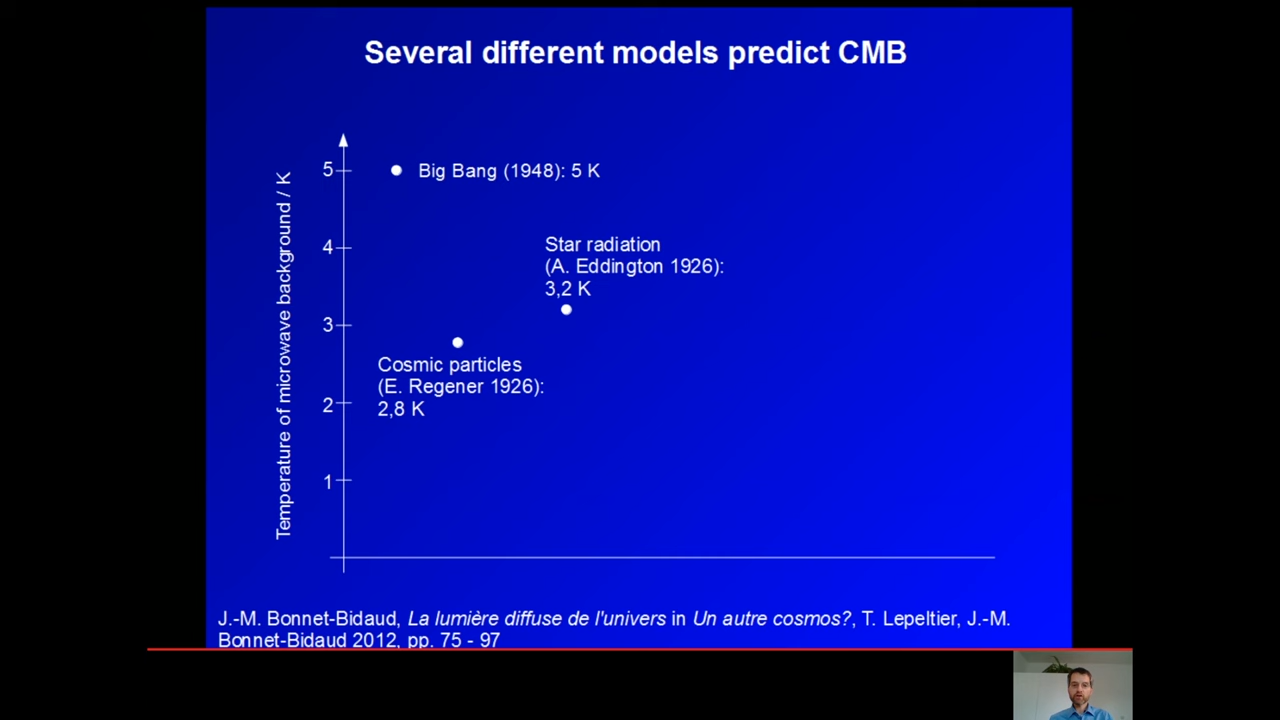 Several different models predict CMB
Temperature of microwave background / K
5
4
3
2
1
Big Bang (1948): 5 K
Star radiation
(A. Eddington 1926):
3,2 K
Cosmic particles
(E. Regener 1926):
2,8 K
J.-M. Bonnet-Bidaud, La lumière diffuse de l'univers in Un autre cosmos?, T. Lepeltier, J.-M.
Bonnet-Bidaud 2012, pp. 75 - 97